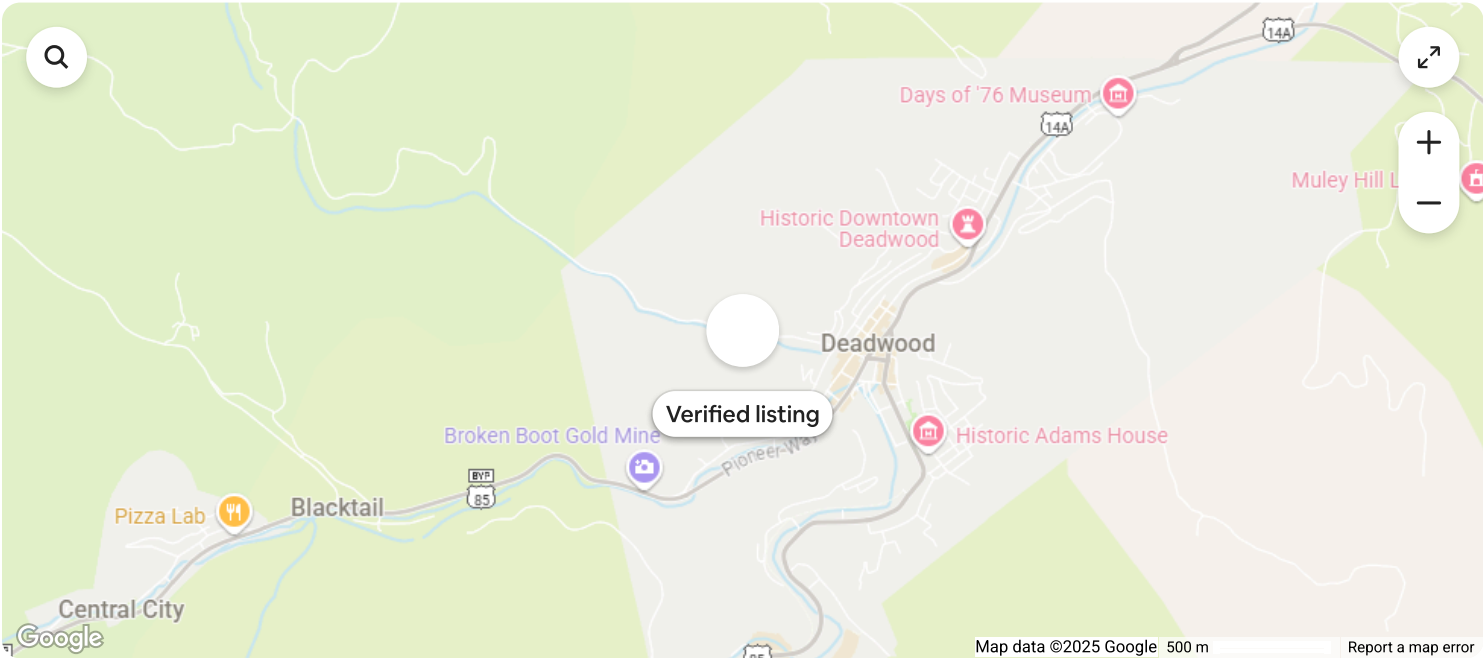 14A
Days of '76 Museum
14A
Muley Hill L
Historic Downtown
Deadwood
Deadwood
Verified listing
Broken Boot Gold Mine
Historic Adams House
Pioneer Way
BYP
85
Blacktail
Pizza Lab
Central City
Google
85
Map data ©2025 Google
500 m
Report a map error